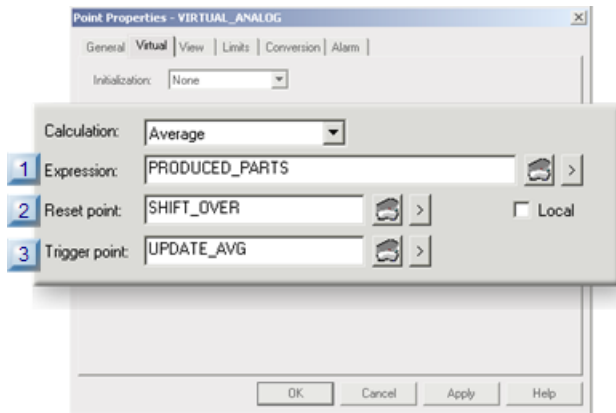 Point Properties - VIRTUAL_ANALOG
General Virtual View Limits Conversion Alarm
Initialization: None
Calculation: Average
1 Expression: PRODUCED_PARTS >
2 Reset point: SHIFT_OVER > Local
3 Trigger point: UPDATE_AVG >
OK Cancel Apply Help